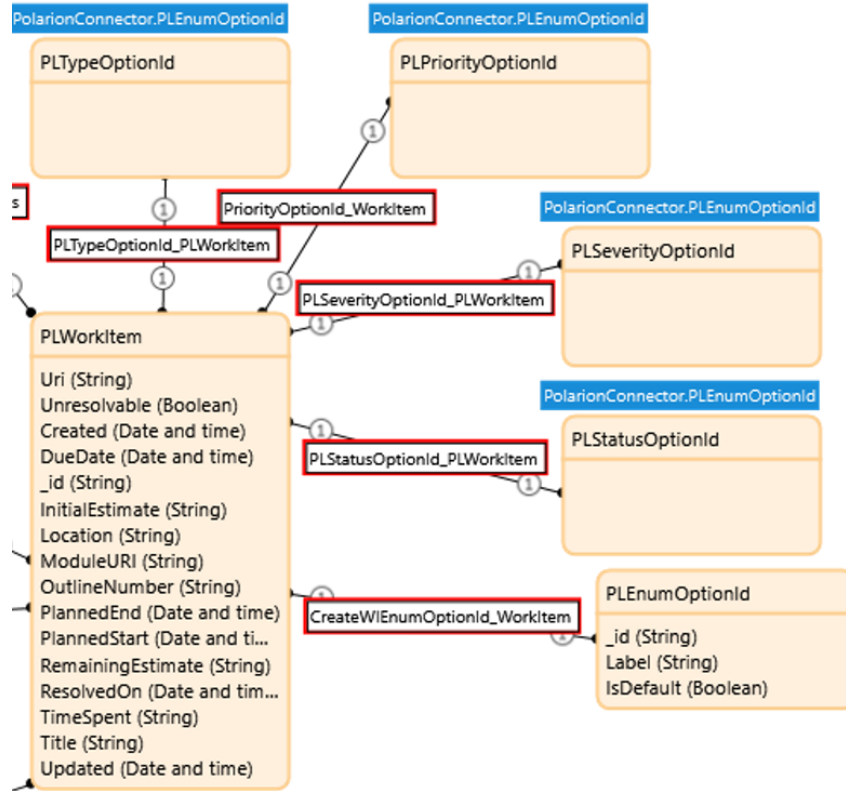 PolarionConnector.PLEnumOptionId
PolarionConnector.PLEnumOptionId
PLTypeOptionId
PLPriorityOptionId
1
s
1
PriorityOptionId_WorkItem
PolarionConnector.PLEnumOptionId
PLTypeOptionId_PLWorkItem
PLSeverityOptionId
1
1
1
PLSeverityOptionId_PLWorkItem
1
PLWorkItem
Uri (String)
Unresolvable (Boolean)
Created (Date and time)
DueDate (Date and time)
_id (String)
InitialEstimate (String)
Location (String)
ModuleURI (String)
OutlineNumber (String)
PlannedEnd (Date and time)
PlannedStart (Date and ti...
RemainingEstimate (String)
ResolvedOn (Date and tim...
TimeSpent (String)
Title (String)
Updated (Date and time)
PolarionConnector.PLEnumOptionId
1
PLStatusOptionId
PLStatusOptionId_PLWorkItem
1
1
CreateWIEnumOptionId_WorkItem
1
PLEnumOptionId
_id (String)
Label (String)
IsDefault (Boolean)